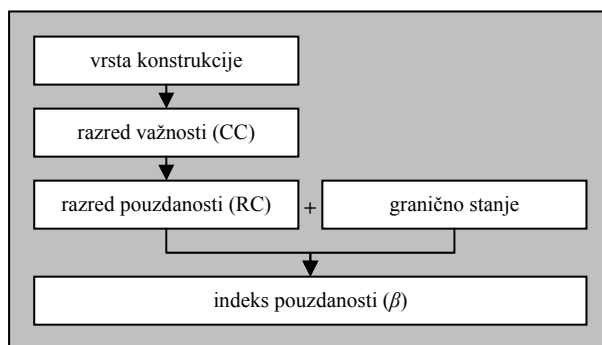 vrsta konstrukcije
razred važnosti (CC)
razred pouzdanosti (RC) + granično stanje
indeks pouzdanosti (β)